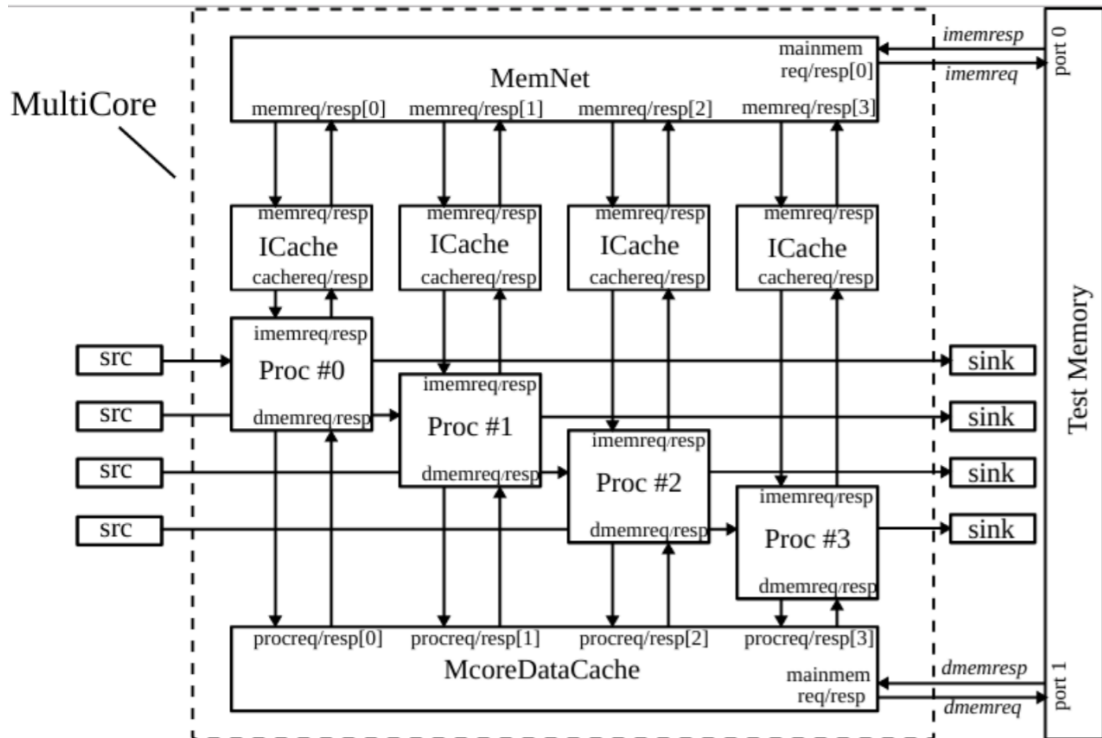 MultiCore
MemNet
mainmem
req/resp[0]
memreq/resp[0]
memreq/resp[1]
memreq/resp[2]
memreq/resp[3]
imemresp
imemreq
port 0
memreq/resp
ICache
cachereq/resp
memreq/resp
ICache
cachereq/resp
memreq/resp
ICache
cachereq/resp
memreq/resp
ICache
cachereq/resp
src
src
src
src
imemreq/resp
Proc #0
dmemreq/resp
imemreq/resp
Proc #1
dmemreq/resp
imemreq/resp
Proc #2
dmemreq/resp
imemreq/resp
Proc #3
dmemreq/resp
sink
sink
sink
sink
Test Memory
procreq/resp[0]
procreq/resp[1]
procreq/resp[2]
procreq/resp[3]
McoreDataCache
mainmem
req/resp
dmemresp
dmemreq
port 1